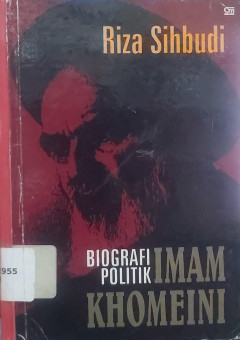 Riza Sihbudi
BIOGRAFI
POLITIK
IMAM
KHOMEINI
955